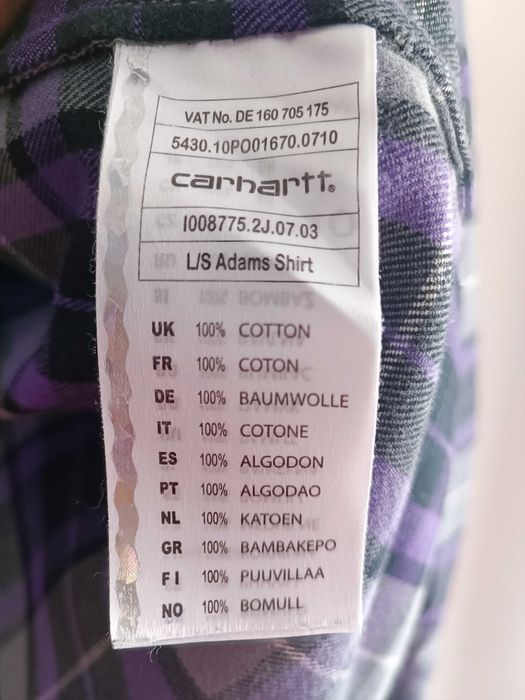 VAT No. DE 160 705 175
5430.10PO01670.0710
carhartt®
I008775.2J.07.03
L/S Adams Shirt
UK 100% COTTON
FR 100% COTON
DE 100% BAUMWOLLE
IT 100% COTONE
ES 100% ALGODON
PT 100% ALGODAO
NL 100% KATOEN
GR 100% BAMBAKEPO
FI 100% PUUVILLAA
NO 100% BOMULL